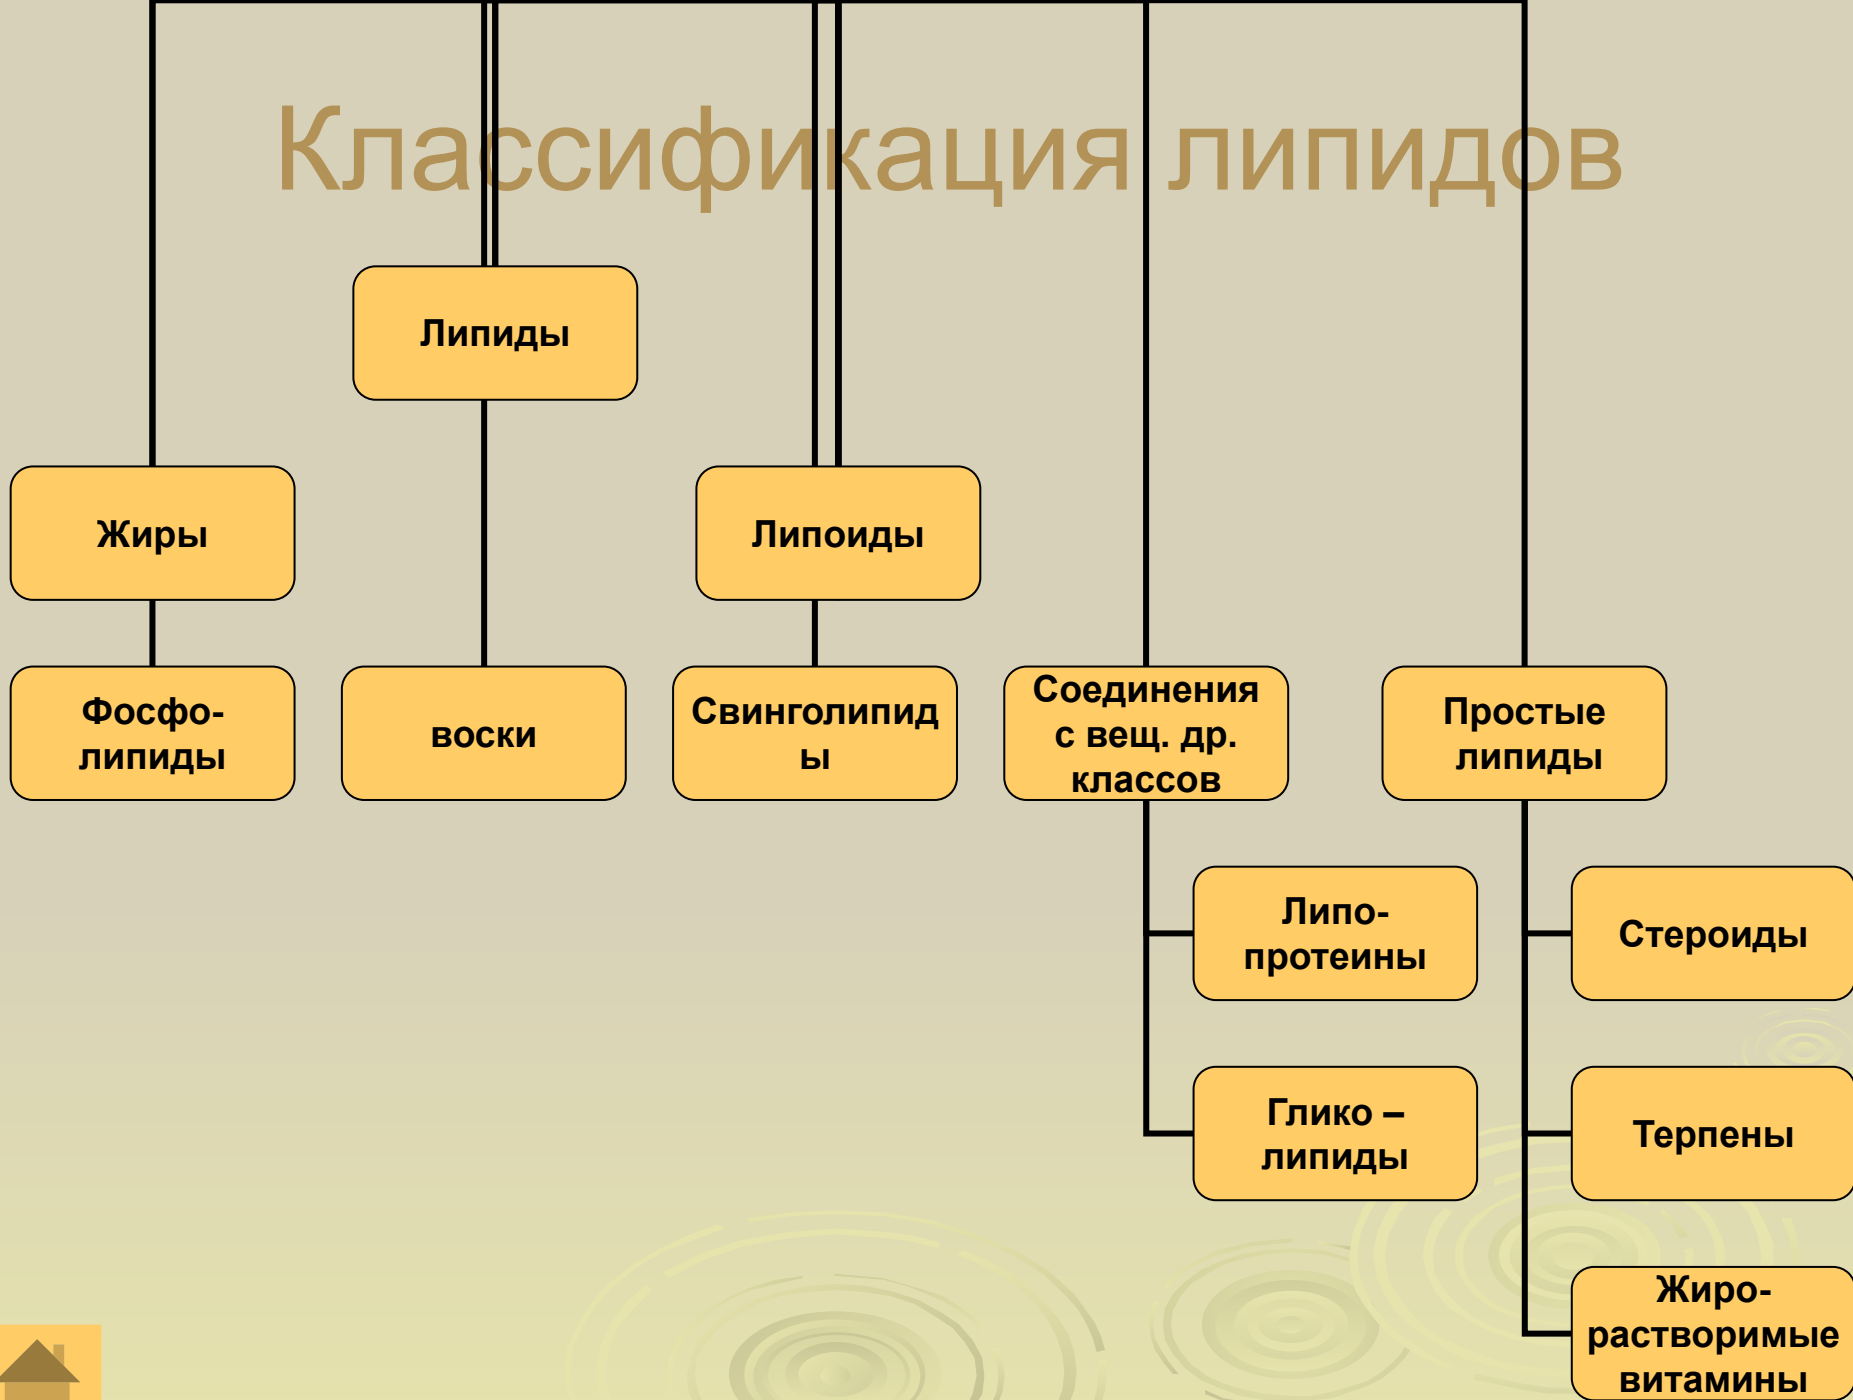 Классификация липидов
Липиды
Жиры
Липоиды
Фосфо-
липиды
воски
Свинголипид
ы
Соединения
с вещ. др.
классов
Простые
липиды
Липо-
протеины
Стероиды
Глико –
липиды
Терпены
Жиро-
растворимые
витамины